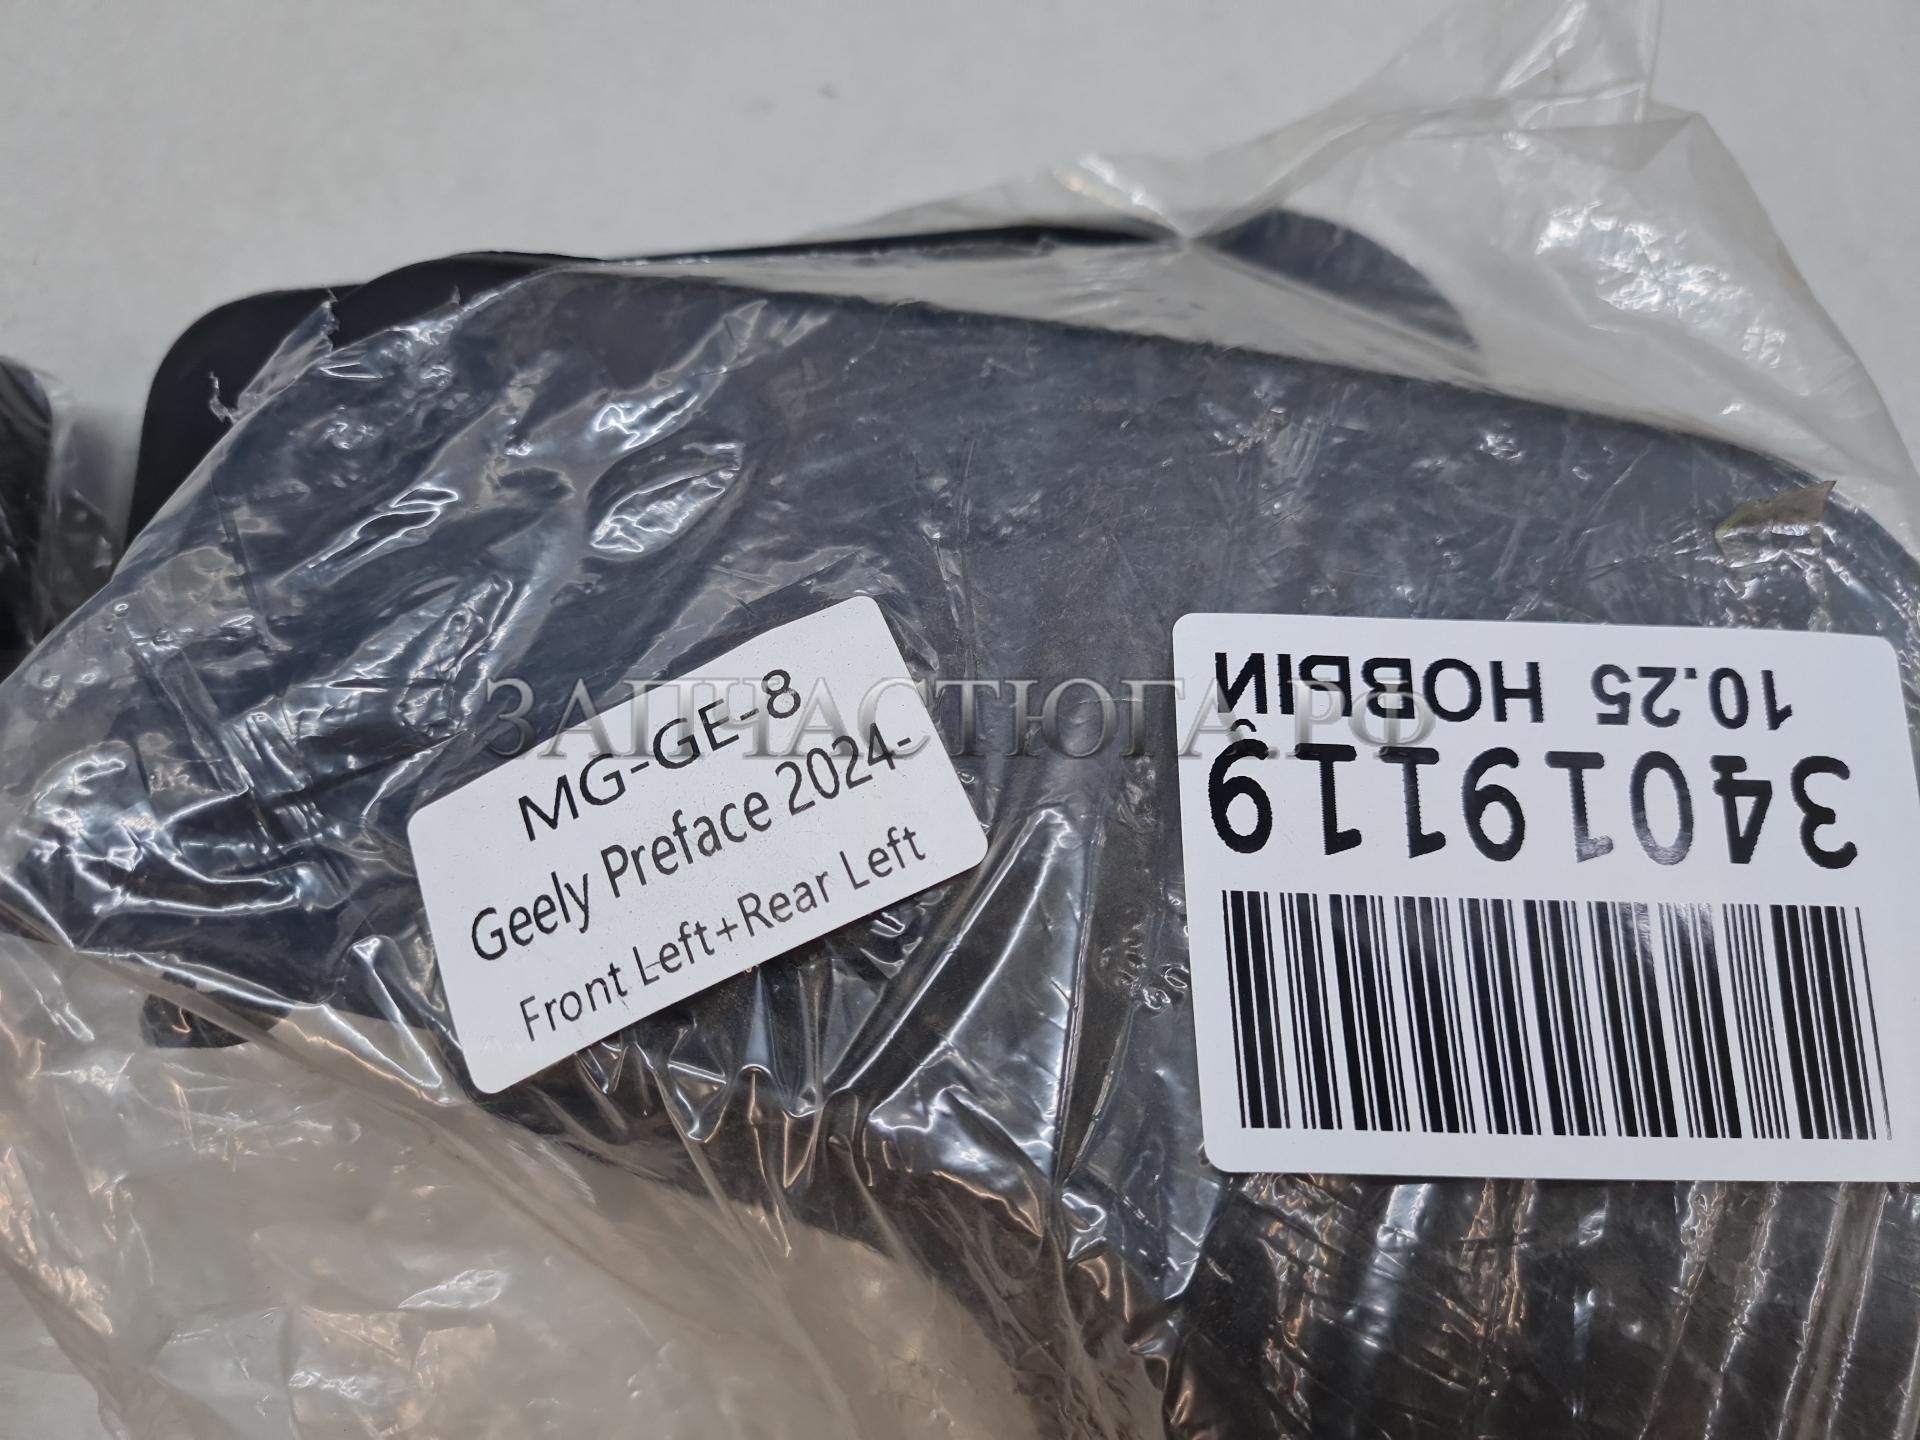 MG-GE-8
Geely Preface 2024-
Front Left+Rear Left
34019119
10.25 НОВЫЙ
ЗАПЧАСТЮГА.РФ